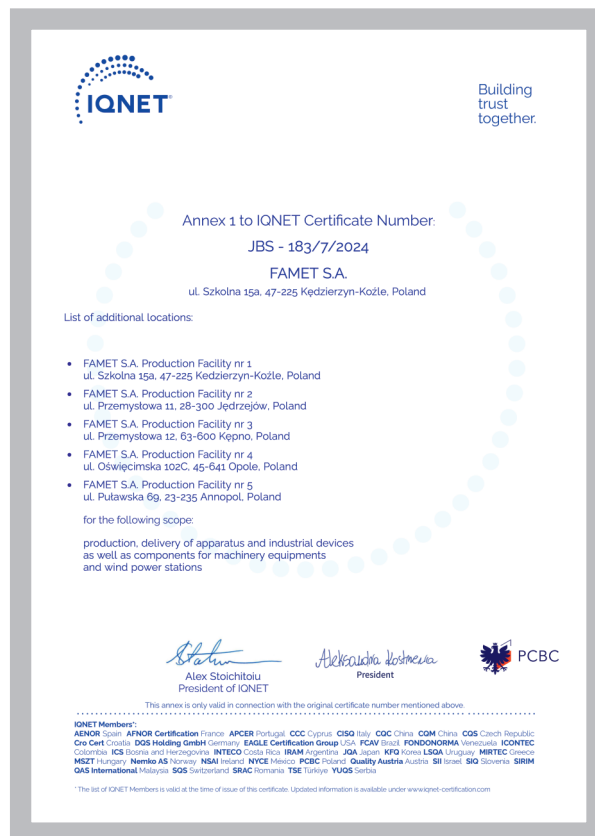 IQNET®
Building
trust
together.
Annex 1 to IQNET Certificate Number:
JBS - 183/7/2024
FAMET S.A.
ul. Szkolna 15a, 47-225 Kędzierzyn-Koźle, Poland
List of additional locations:
• FAMET S.A. Production Facility nr 1
ul. Szkolna 15a, 47-225 Kedzierzyn-Koźle, Poland
• FAMET S.A. Production Facility nr 2
ul. Przemysłowa 11, 28-300 Jędrzejów, Poland
• FAMET S.A. Production Facility nr 3
ul. Przemysłowa 12, 63-600 Kępno, Poland
• FAMET S.A. Production Facility nr 4
ul. Oświęcimska 102C, 45-641 Opole, Poland
• FAMET S.A. Production Facility nr 5
ul. Puławska 69, 23-235 Annopol, Poland
for the following scope:
production, delivery of apparatus and industrial devices
as well as components for machinery equipments
and wind power stations
Alex Stoichitoiu
President of IQNET
President
PCBC
This annex is only valid in connection with the original certificate number mentioned above.
IQNET Members*:
AENOR Spain AFNOR Certification France APCER Portugal CCC Cyprus CISQ Italy CQC China CQM China CQS Czech Republic
Cro Cert Croatia DQS Holding GmbH Germany EAGLE Certification Group USA FCAV Brazil FONDONORMA Venezuela ICONTEC
Colombia ICS Bosnia and Herzegovina INTECO Costa Rica IRAM Argentina JQA Japan KFQ Korea LSQA Uruguay MIRTEC Greece
MSZT Hungary Nemko AS Norway NSAI Ireland NYCE Mexico PCBC Poland Quality Austria Austria SII Israel SIQ Slovenia SIRIM
QAS International Malaysia SQS Switzerland SRAC Romania TSE Türkiye YUQS Serbia
* The list of IQNET Members is valid at the time of issue of this certificate. Updated information is available under www.iqnet-certification.com